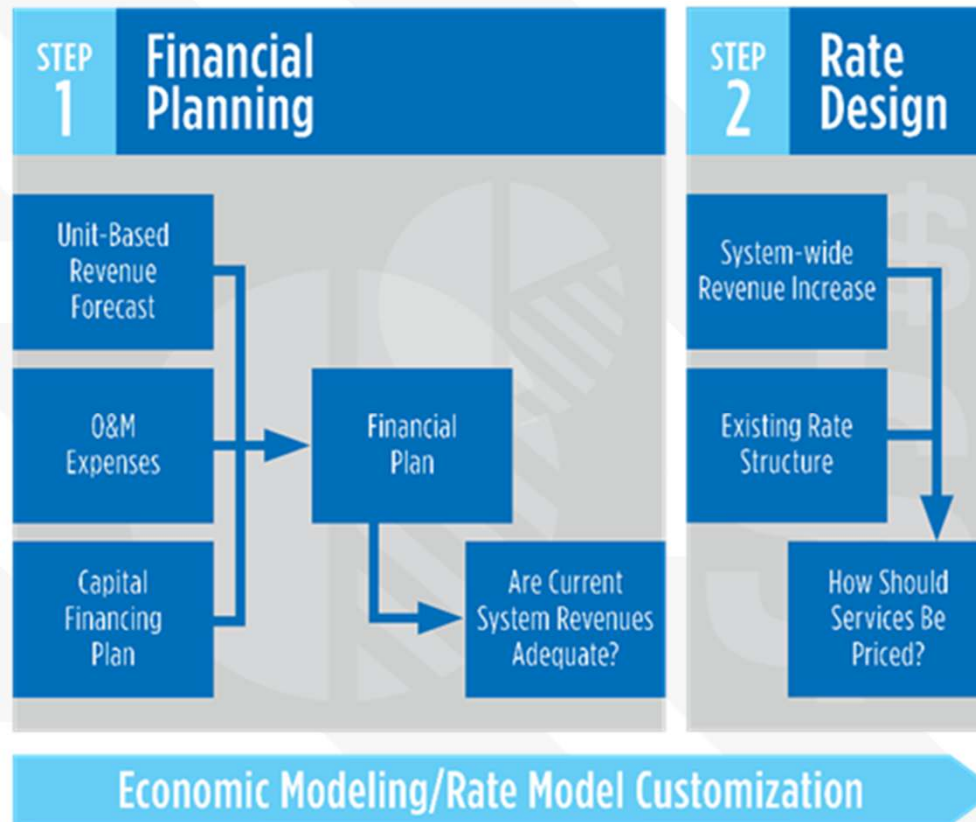 STEP
1
Financial
Planning
Unit-Based
Revenue
Forecast
O&M
Expenses
Capital
Financing
Plan
Financial
Plan
Are Current
System Revenues
Adequate?
STEP
2
Rate
Design
System-wide
Revenue Increase
Existing Rate
Structure
How Should
Services Be
Priced?
Economic Modeling/Rate Model Customization